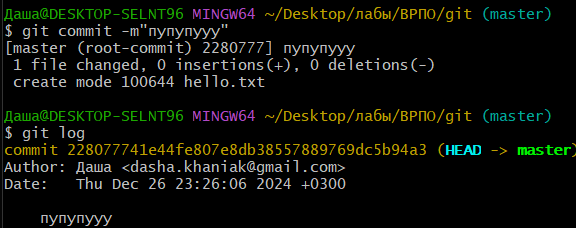 Даша@DESKTOP-SELNT96 MINGW64 ~/Desktop/лабы/ВРПО/git (master)
$ git commit -m"пупупууу"
[master (root-commit) 2280777] пупупууу
 1 file changed, 0 insertions(+), 0 deletions(-)
 create mode 100644 hello.txt
Даша@DESKTOP-SELNT96 MINGW64 ~/Desktop/лабы/ВРПО/git (master)
$ git log
commit 228077741e44fe807e8db38557889769dc5b94a3 (HEAD -> master)
Author: Даша <dasha.khaniak@gmail.com>
Date:   Thu Dec 26 23:26:06 2024 +0300
    пупупууу